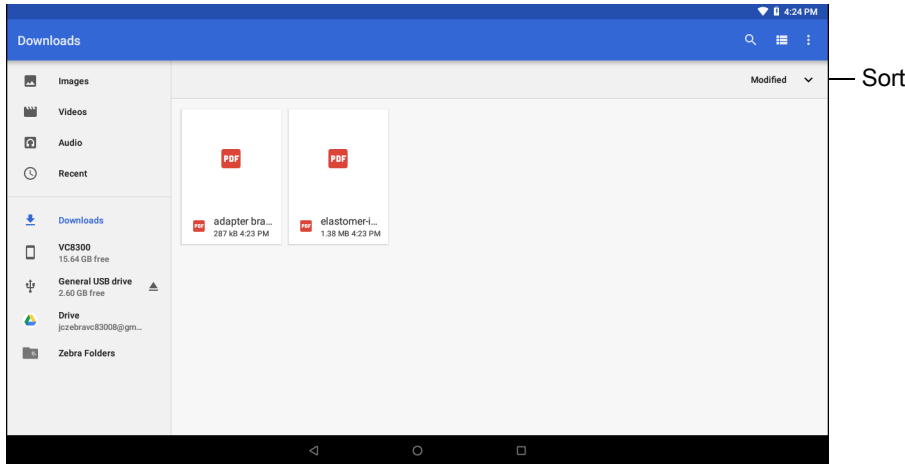 4:24 PM
Downloads
Modified
Sort
Images
Videos
Audio
Recent
Downloads
VC8300
15.64 GB free
General USB drive
2.60 GB free
Drive
jczebravc83008@gm...
Zebra Folders
PDF
PDF adapter bra...
287 kB 4:23 PM
PDF
PDF elastomer-i...
1.38 MB 4:23 PM